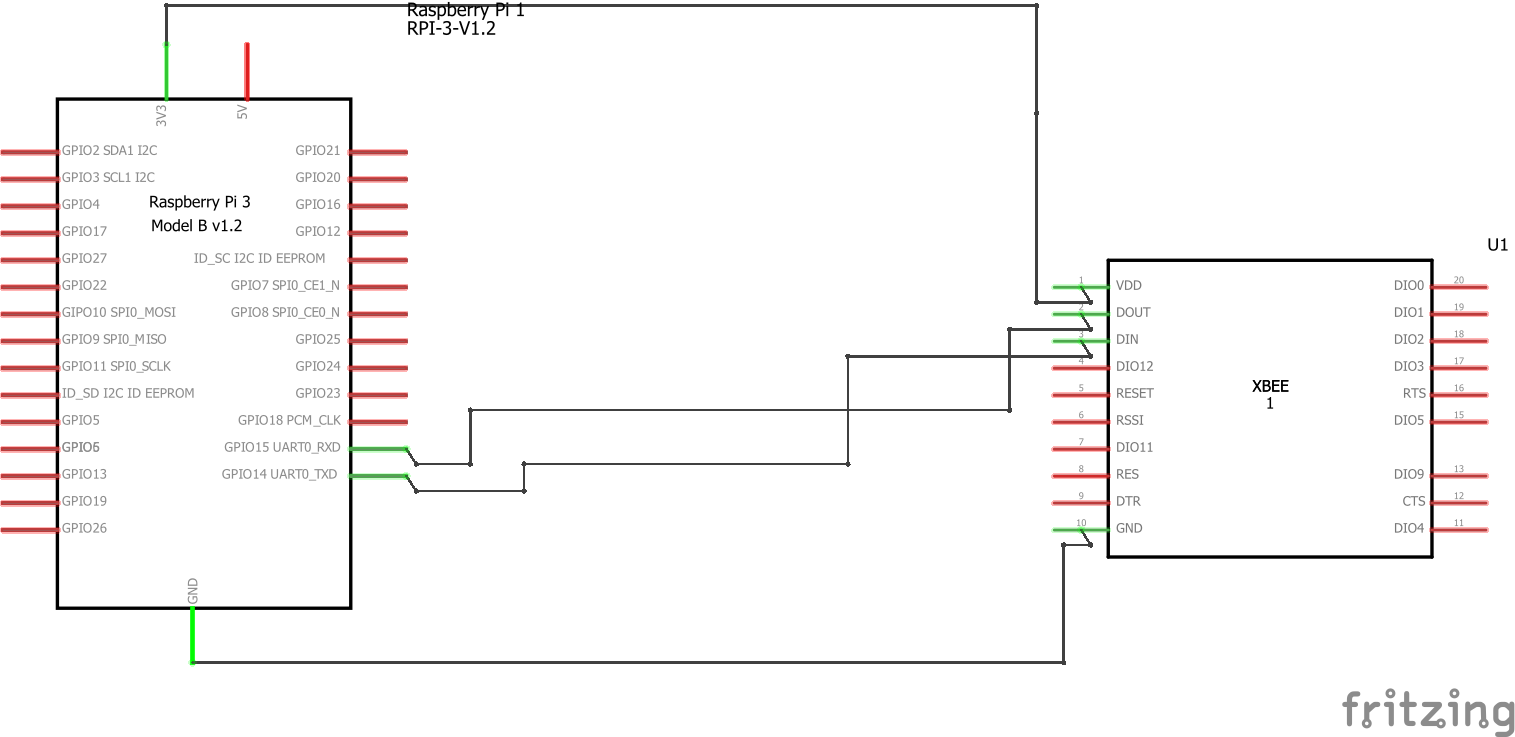 Raspberry Pi 1
RPI-3-V1.2
3V3
5V
GPIO2 SDA1 I2C
GPIO3 SCL1 I2C
GPIO4
GPIO17
GPIO27
GPIO22
GIPO10 SPI0_MOSI
GPIO9 SPI0_MISO
GPIO11 SPI0_SCLK
ID_SD I2C ID EEPROM
GPIO5
GPIO6
GPIO13
GPIO19
GPIO26
Raspberry Pi 3
Model B v1.2
GPIO21
GPIO20
GPIO16
GPIO12
ID_SC I2C ID EEPROM
GPIO7 SPI0_CE1_N
GPIO8 SPI0_CE0_N
GPIO25
GPIO24
GPIO23
GPIO18 PCM_CLK
GPIO15 UART0_RXD
GPIO14 UART0_TXD
GND
U1
1 VDD
2 DOUT
3 DIN
4 DIO12
5 RESET
6 RSSI
7 DIO11
8 RES
9 DTR
10 GND
XBEE
1
DIO0 20
DIO1 19
DIO2 18
DIO3 17
RTS 16
DIO5 15
DIO9 13
CTS 12
DIO4 11
fritzing